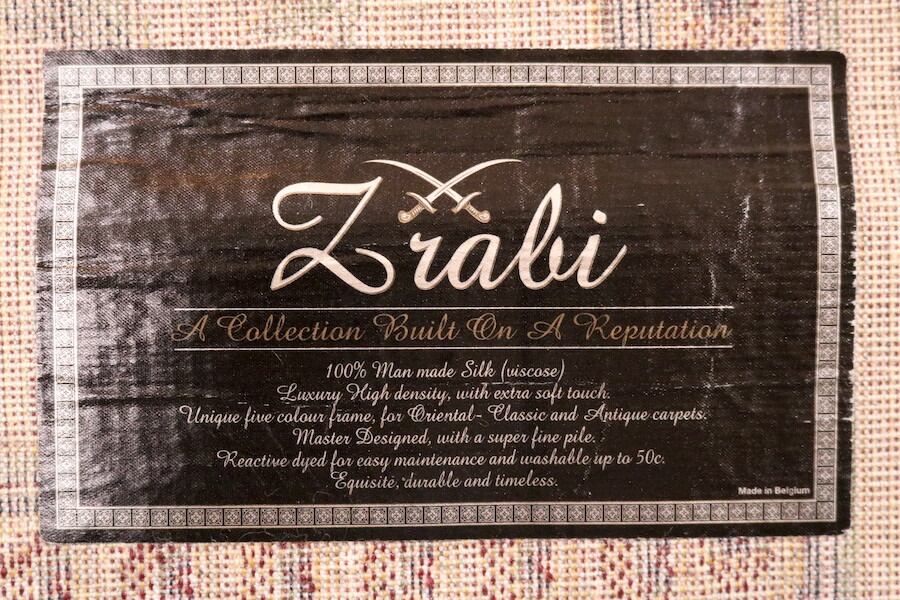 Zrabi
A Collection Built On A Reputation
100% Man made Silk (viscose)
Luxury High density, with extra soft touch.
Unique five colour frame, for Oriental- Classic and Antique carpets.
Master Designed, with a super fine pile.
Reactive dyed for easy maintenance and washable up to 50c.
Equisite, durable and timeless.
Made in Belgium